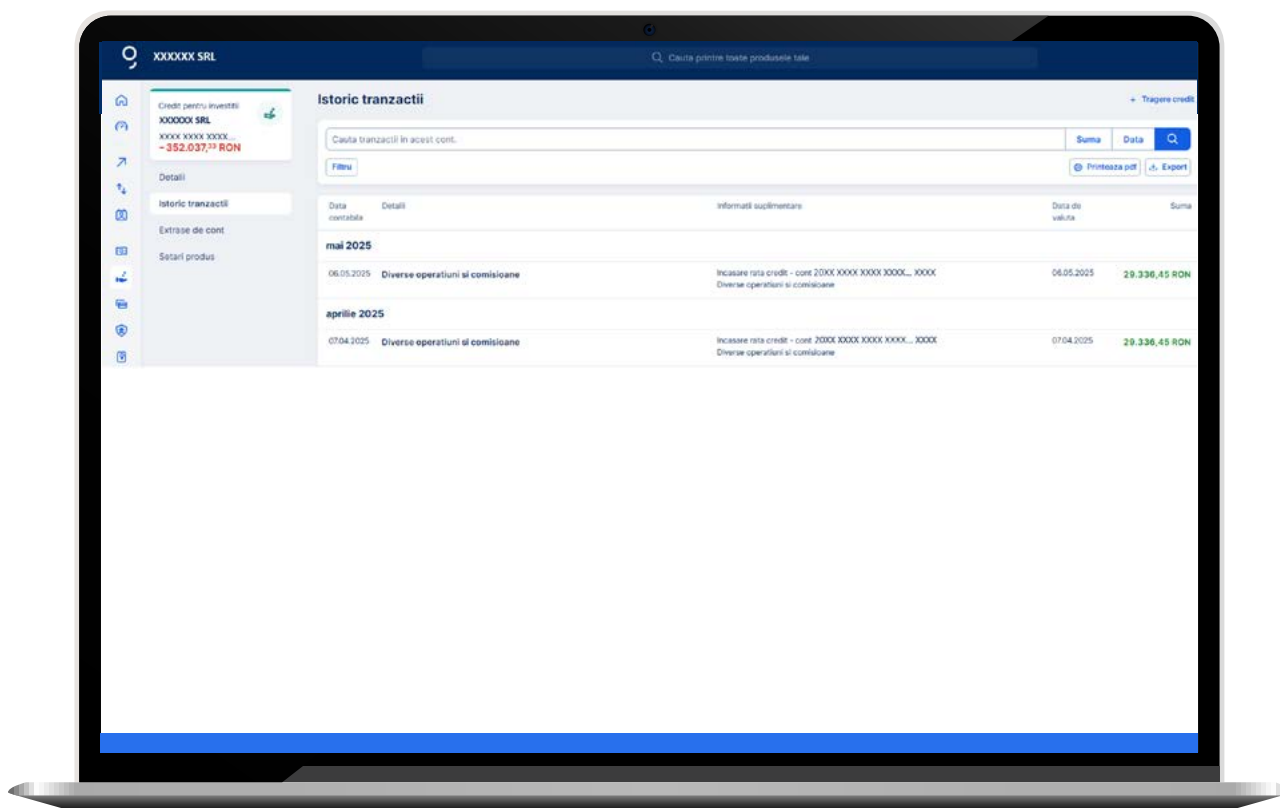 XXXXXX SRL
Cauta printre toate produsele tale
Credit pentru investitii
XXXXXX SRL
XXXX XXXX XXXX...
-352.037,33 RON
Detalii
Istoric tranzactii
Extrase de cont
Setari produs
Istoric tranzactii
+ Tragere credit
Cauta tranzactii in acest cont.
Suma Data
Filtru
Printeaza pdf Export
Data contabila Detalii Informatii suplimentare Data de valuta Suma
mai 2025
06.05.2025 Diverse operatiuni si comisioane Incasare rata credit - cont 20XX XXXX XXXX XXXX... XXXX 06.05.2025 29.336,45 RON
Diverse operatiuni si comisioane
aprilie 2025
07.04.2025 Diverse operatiuni si comisioane Incasare rata credit - cont 20XX XXXX XXXX XXXX... XXXX 07.04.2025 29.336,45 RON
Diverse operatiuni si comisioane